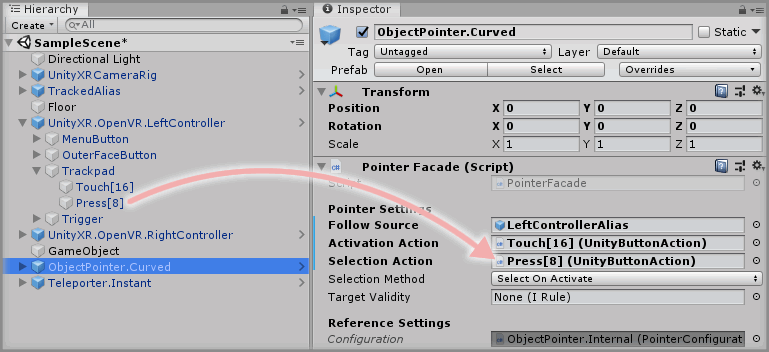 Hierarchy
Create
All
SampleScene*
Directional Light
UnityXRCameraRig
TrackedAlias
Floor
UnityXR.OpenVR.LeftController
MenuButton
OuterFaceButton
Trackpad
Touch[16]
Press[8]
Trigger
UnityXR.OpenVR.RightController
GameObject
ObjectPointer.Curved
Teleporter.Instant
Inspector
ObjectPointer.Curved
Static
Tag Untagged Layer Default
Prefab Open Select Overrides
Transform
Position X 0 Y 0 Z 0
Rotation X 0 Y 0 Z 0
Scale X 1 Y 1 Z 1
Pointer Facade (Script)
Script PointerFacade
Pointer Settings
Follow Source LeftControllerAlias
Activation Action Touch[16] (UnityButtonAction)
Selection Action Press[8] (UnityButtonAction)
Selection Method Select On Activate
Target Validity None (I Rule)
Reference Settings
Configuration ObjectPointer.Internal (PointerConfigurat